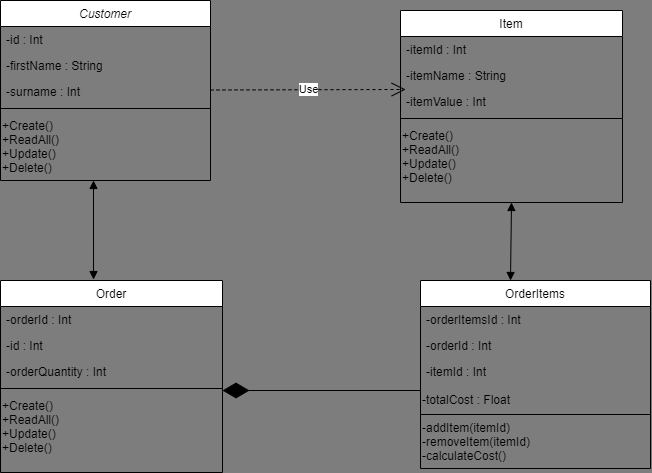 Customer
-id : Int
-firstName : String
-surname : Int
+Create()
+ReadAll()
+Update()
+Delete()
Use
Item
-itemId : Int
-itemName : String
-itemValue : Int
+Create()
+ReadAll()
+Update()
+Delete()
Order
-orderId : Int
-id : Int
-orderQuantity : Int
+Create()
+ReadAll()
+Update()
+Delete()
OrderItems
-orderItemsId : Int
-orderId : Int
-itemId : Int
-totalCost : Float
-addItem(itemId)
-removeItem(itemId)
-calculateCost()